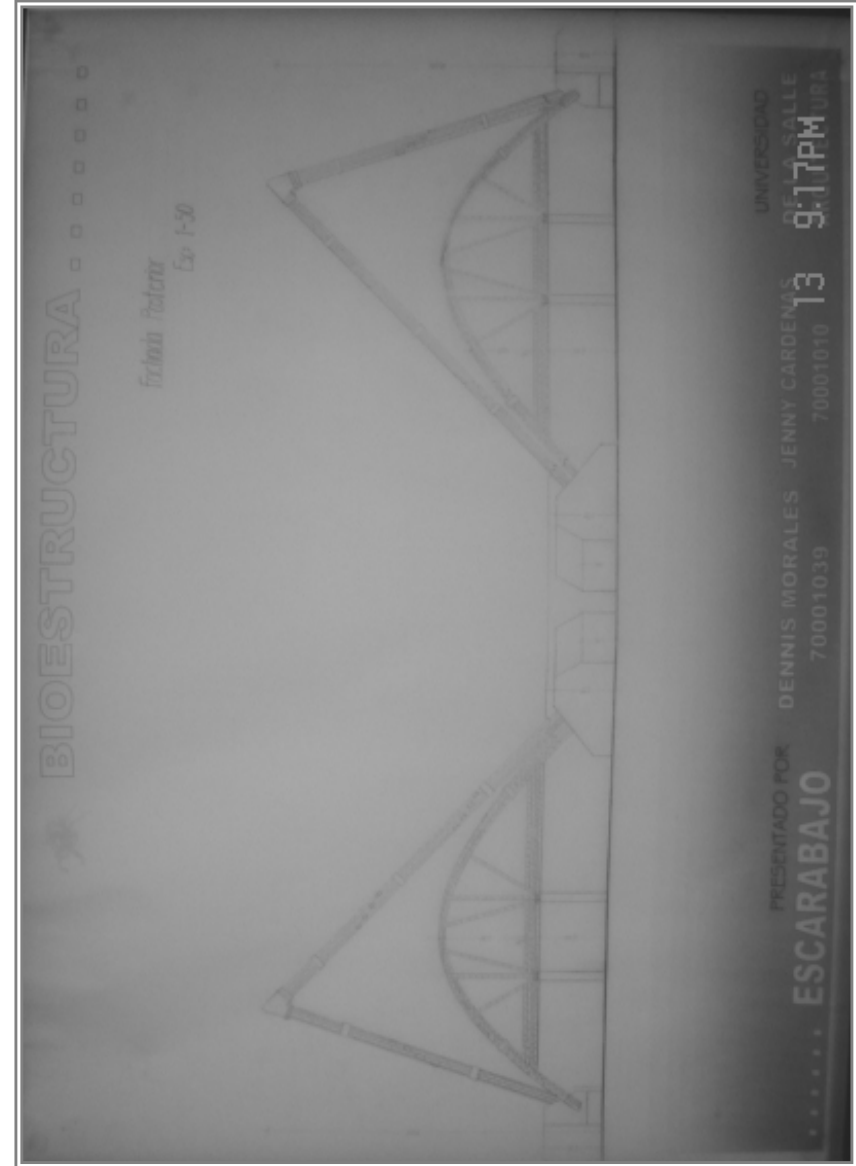 BIOESTRUCTURA
Fachada Posterior
Esc 1-50
PRESENTADO POR:
ESCARABAJO
DENNIS MORALES
70001039
JENNY CARDENAS
70001010
UNIVERSIDAD
DE LA SALLE
ARQUITECTURA
13 9:17PM